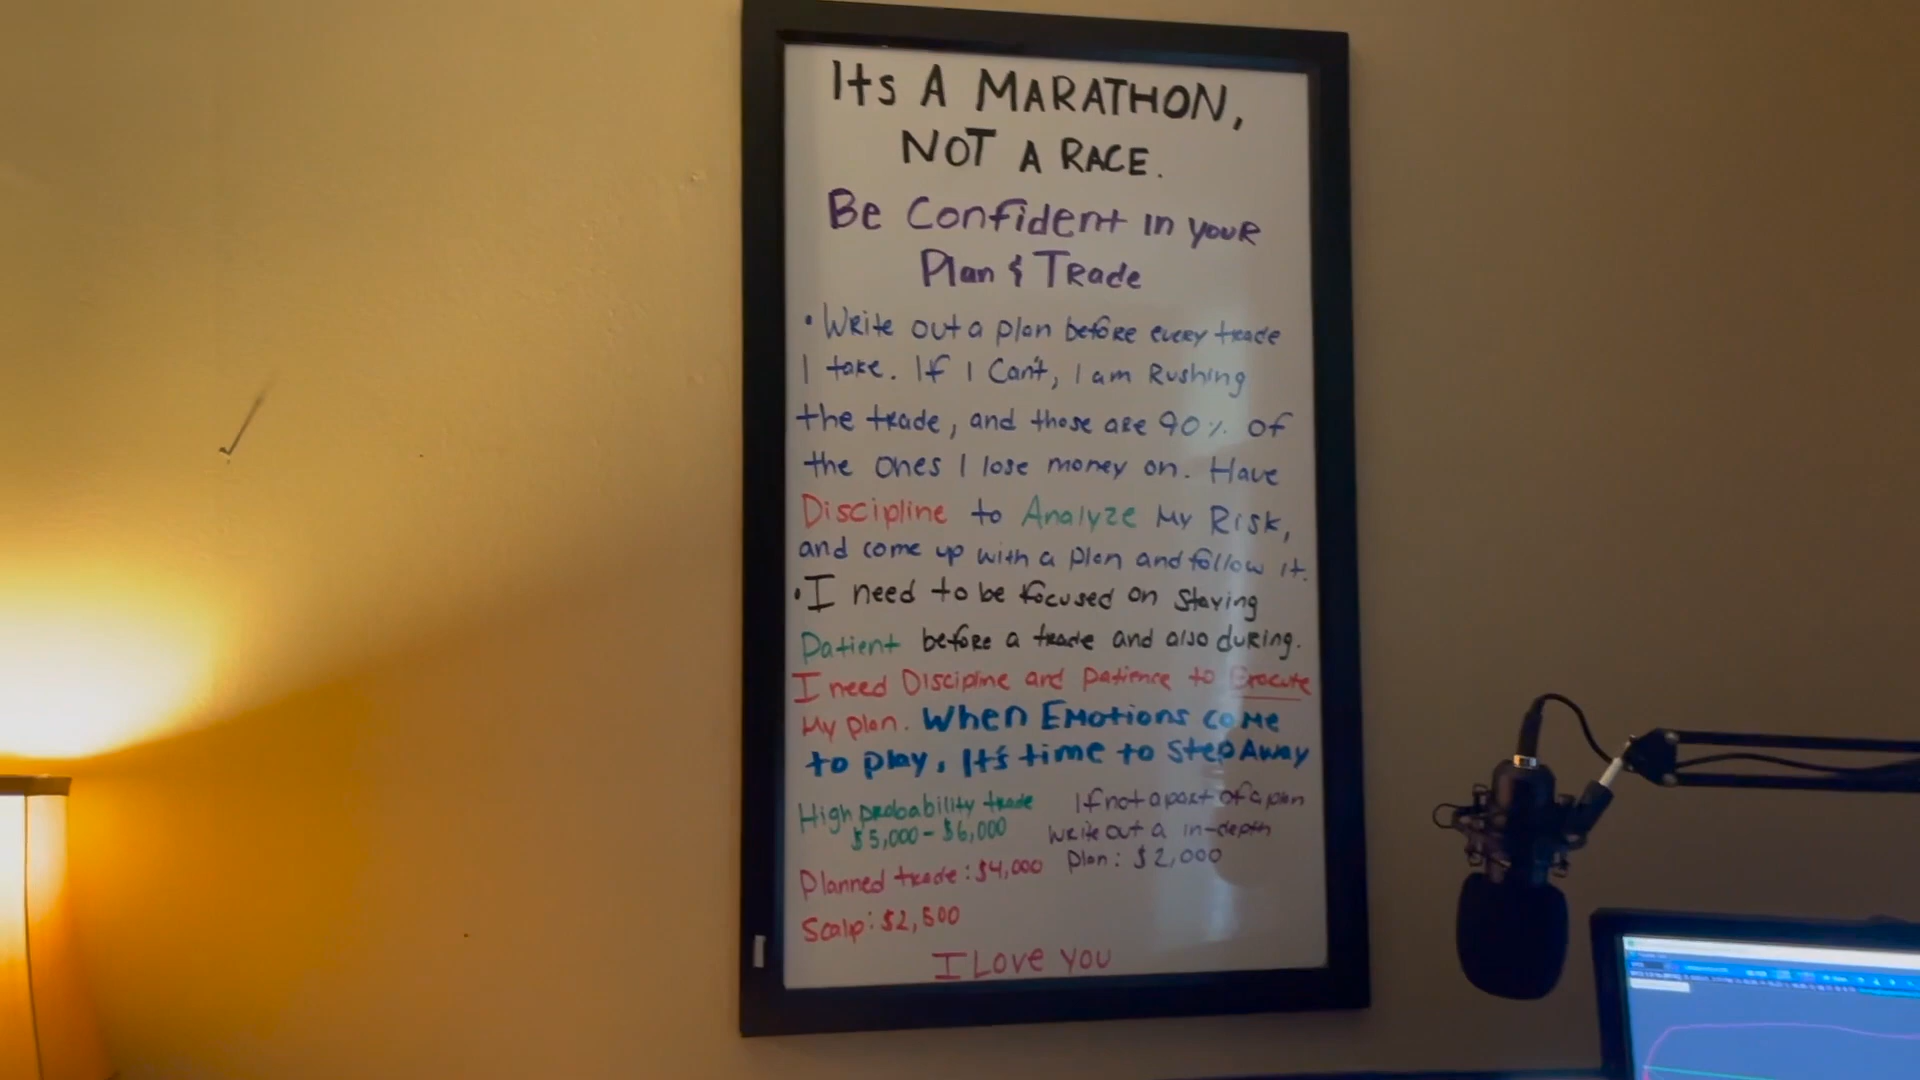 Its A MARATHON,
NOT A RACE.
Be Confident in your
Plan & Trade
• Write out a plan before every trade
I take. If I Can't, I am Rushing
the trade, and those are 90% of
the ones I lose money on. Have
Discipline to Analyze My Risk,
and come up with a plan and follow it.
• I need to be focused on Staying
Patient before a trade and also during.
I need Discipline and patience to Execute
My plan. When Emotions come
to play, It's time to Step Away
High probability trade
$5,000 - $6,000
If not a part of a plan
write out a in-depth
plan: $2,000
Planned trade: $4,000
Scalp: $2,500
I Love You